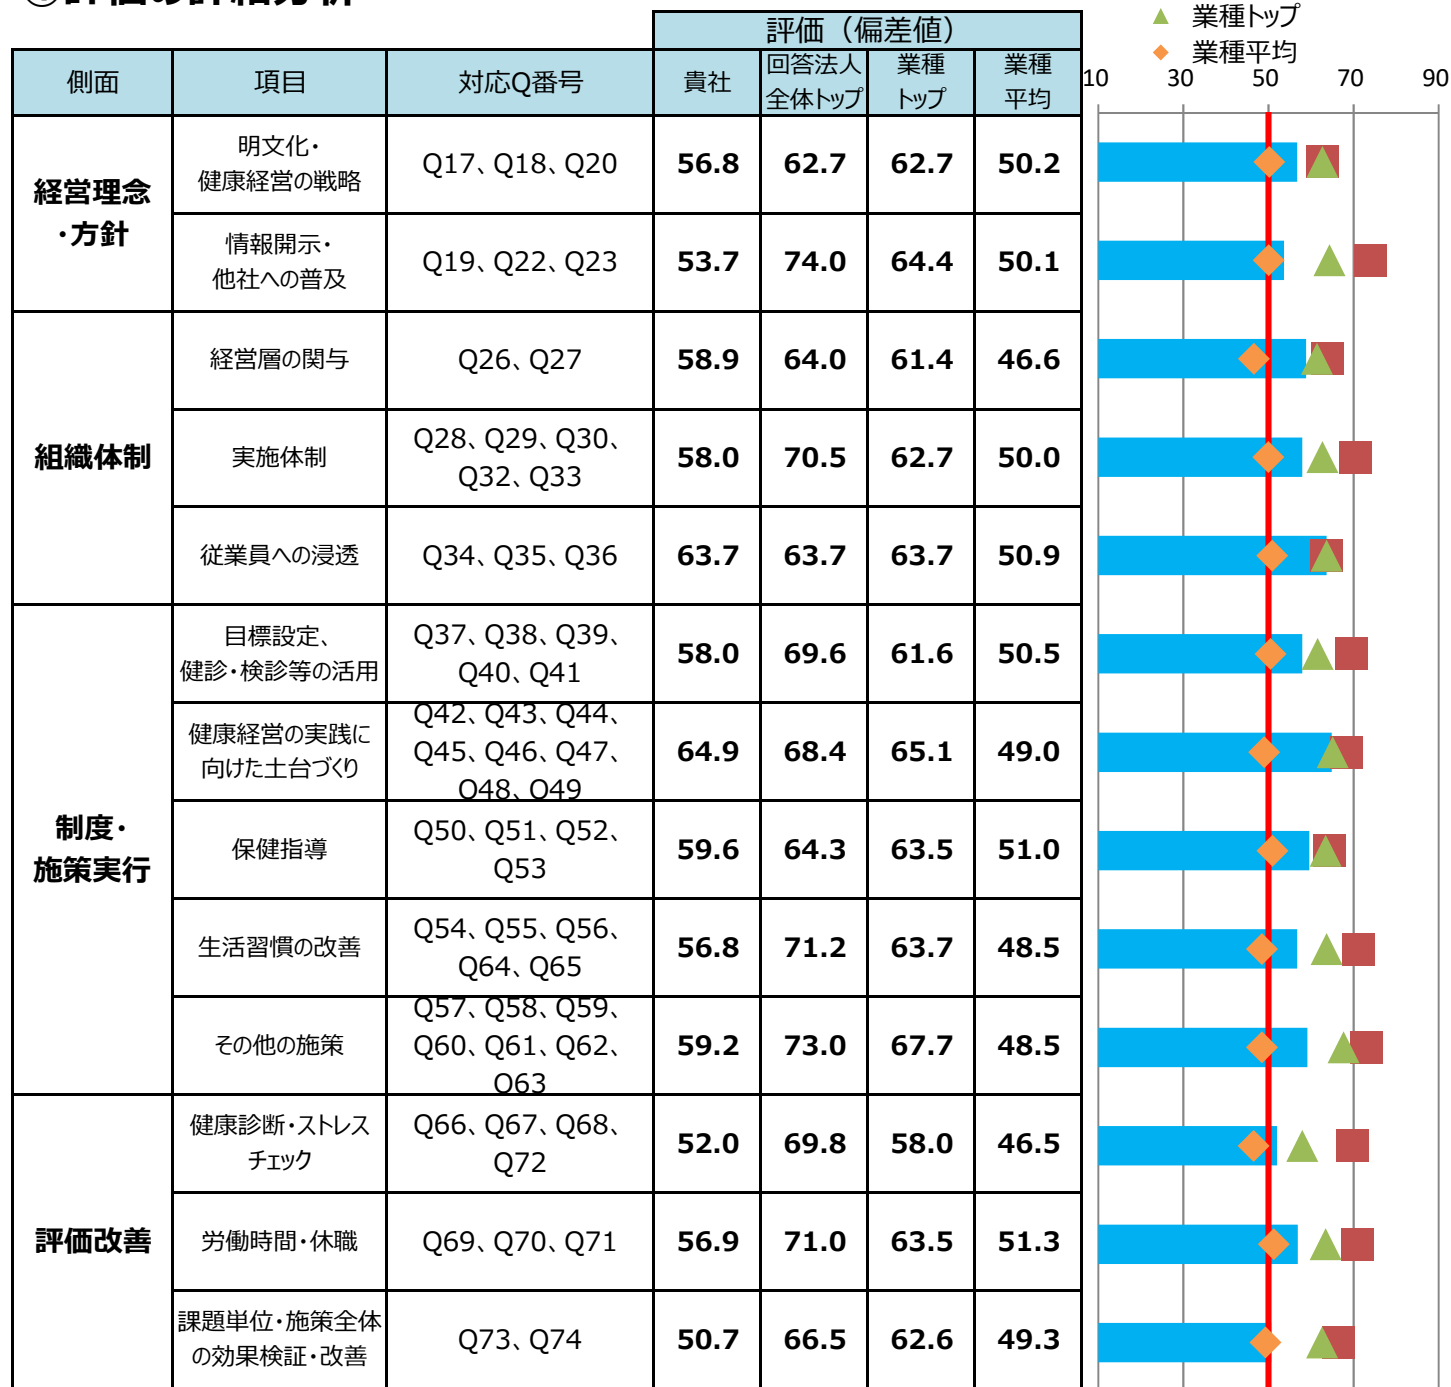 ②評価の詳細分析
▲ 業種トップ
◆ 業種平均
評価（偏差値）
側面 項目 対応Q番号 貴社 回答法人全体トップ 業種トップ 業種平均
10 30 50 70 90
経営理念・方針
明文化・健康経営の戦略 Q17、Q18、Q20 56.8 62.7 62.7 50.2
情報開示・他社への普及 Q19、Q22、Q23 53.7 74.0 64.4 50.1
組織体制
経営層の関与 Q26、Q27 58.9 64.0 61.4 46.6
実施体制 Q28、Q29、Q30、Q32、Q33 58.0 70.5 62.7 50.0
従業員への浸透 Q34、Q35、Q36 63.7 63.7 63.7 50.9
制度・施策実行
目標設定、健診・検診等の活用 Q37、Q38、Q39、Q40、Q41 58.0 69.6 61.6 50.5
健康経営の実践に向けた土台づくり Q42、Q43、Q44、Q45、Q46、Q47、Q48、Q49 64.9 68.4 65.1 49.0
保健指導 Q50、Q51、Q52、Q53 59.6 64.3 63.5 51.0
生活習慣の改善 Q54、Q55、Q56、Q64、Q65 56.8 71.2 63.7 48.5
その他の施策 Q57、Q58、Q59、Q60、Q61、Q62、Q63 59.2 73.0 67.7 48.5
評価改善
健康診断・ストレスチェック Q66、Q67、Q68、Q72 52.0 69.8 58.0 46.5
労働時間・休職 Q69、Q70、Q71 56.9 71.0 63.5 51.3
課題単位・施策全体の効果検証・改善 Q73、Q74 50.7 66.5 62.6 49.3